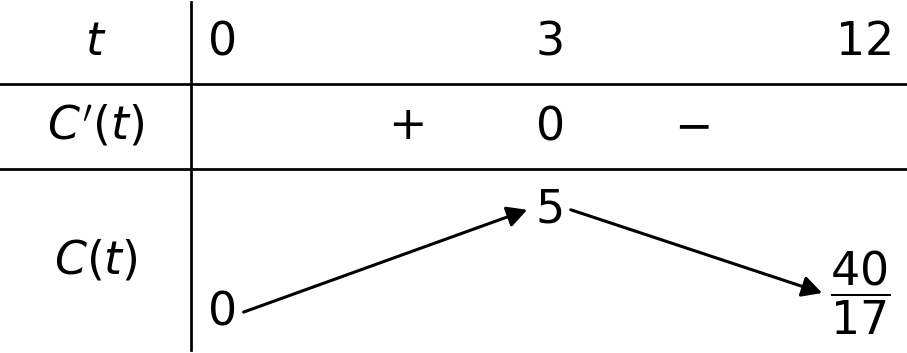 t 0 3 12
C′(t) + 0 −
C(t) 0 5 40/17